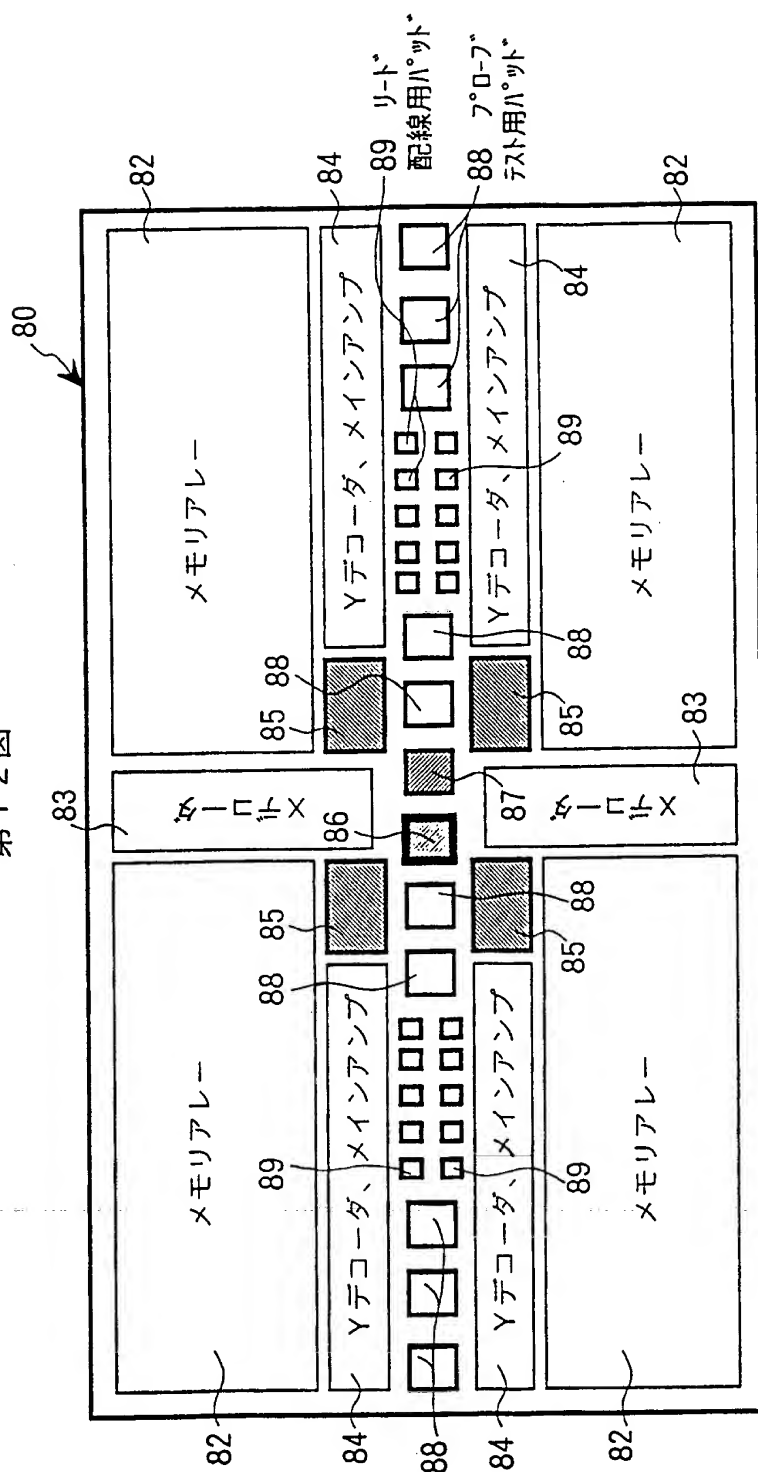 第12図
80
82
メモリアレー
83
Xデコーダ
メモリアレー
82
84
Yデコーダ、メインアンプ
89
88
85
86
85
88
Yデコーダ、メインアンプ
84
89 リード
配線用パッド
88
88 プローブ
テスト用パッド
84
Yデコーダ、メインアンプ
89
88
85
87
85
88
Yデコーダ、メインアンプ
89
84
82
メモリアレー
Xデコーダ
83
メモリアレー
82